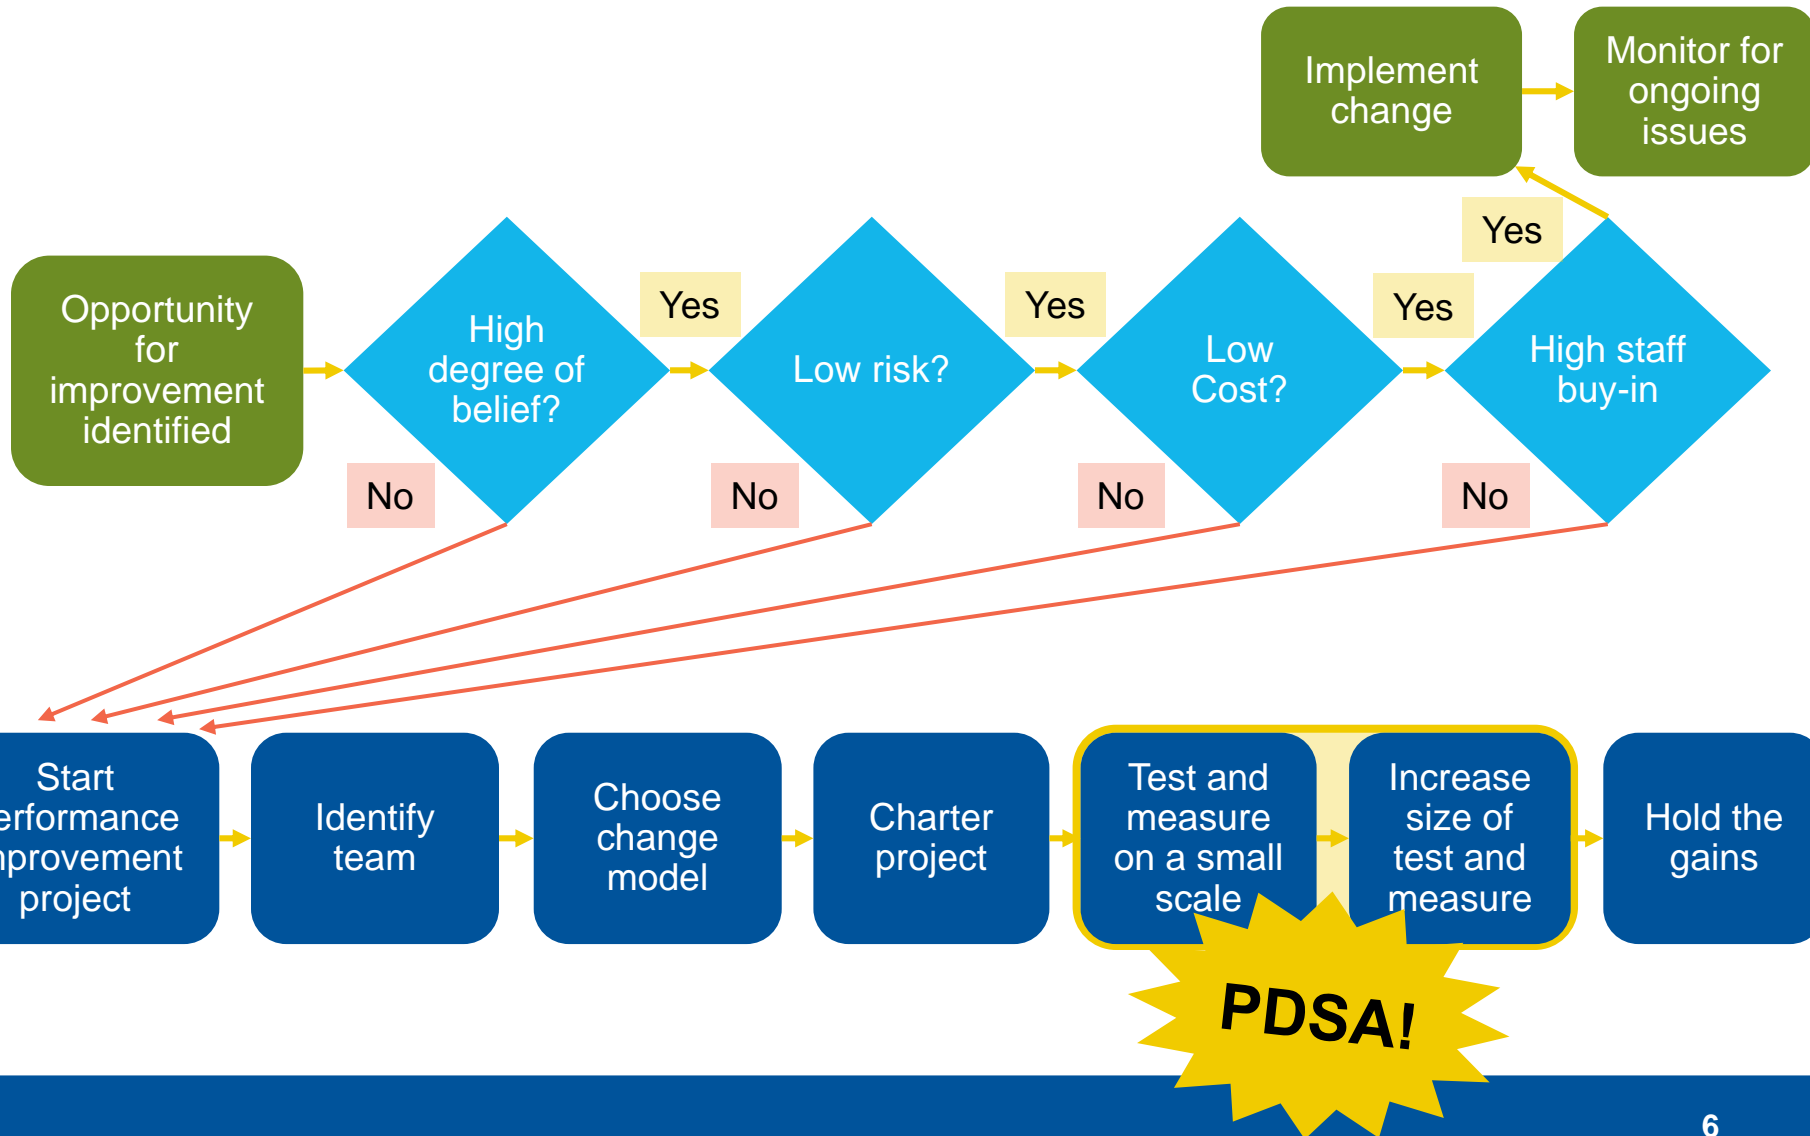 Implement
change
Monitor for
ongoing
issues
Opportunity
for
improvement
identified
High
degree of
belief?
Yes
Low risk?
Yes
Low
Cost?
Yes
High staff
buy-in
Yes
No
No
No
No
Start
erformance
provement
project
Identify
team
Choose
change
model
Charter
project
Test and
measure
on a small
scale
Increase
size of
test and
measure
Hold the
gains
PDSA!
6